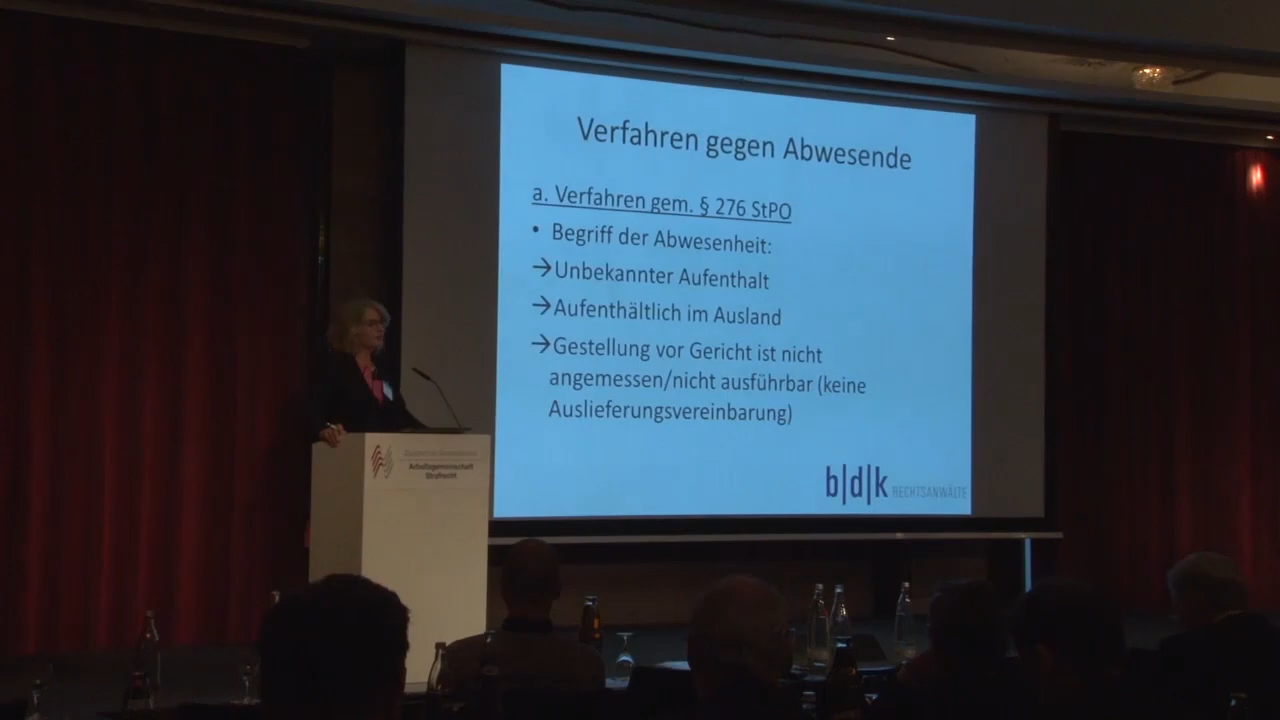 Verfahren gegen Abwesende
a. Verfahren gem. § 276 StPO
• Begriff der Abwesenheit:
→Unbekannter Aufenthalt
→Aufenthältlich im Ausland
→Gestellung vor Gericht ist nicht
angemessen/nicht ausführbar (keine
Auslieferungsvereinbarung)
b|d|k RECHTSANWÄLTE
Arbeitsgemeinschaft
Strafrecht